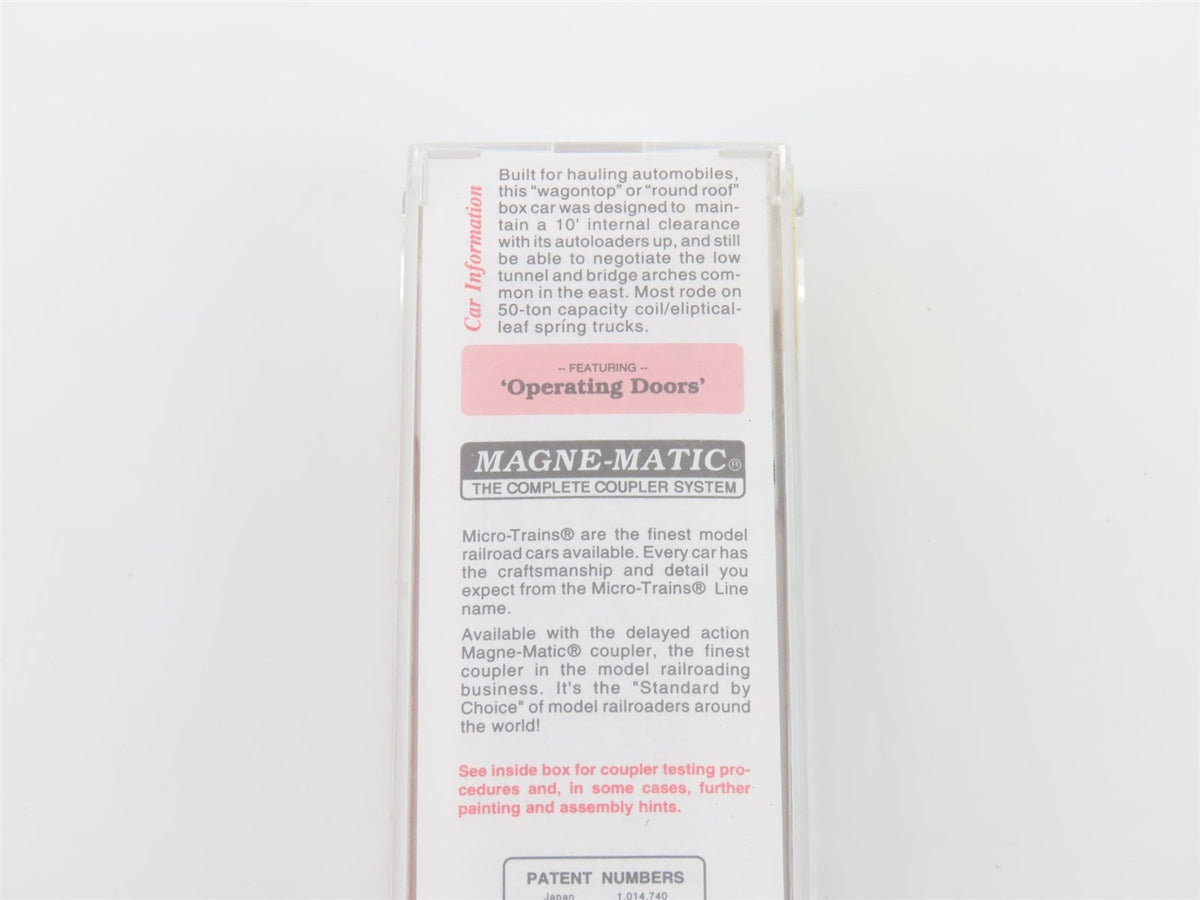 Car Information
Built for hauling automobiles,
this "wagontop" or "round roof"
box car was designed to main-
tain a 10' internal clearance
with its autoloaders up, and still
be able to negotiate the low
tunnel and bridge arches com-
mon in the east. Most rode on
50-ton capacity coil/eliptical-
leaf spring trucks.
-- FEATURING --
'Operating Doors'
MAGNE-MATIC®
THE COMPLETE COUPLER SYSTEM
Micro-Trains® are the finest model
railroad cars available. Every car has
the craftsmanship and detail you
expect from the Micro-Trains® Line
name.
Available with the delayed action
Magne-Matic® coupler, the finest
coupler in the model railroading
business. It's the "Standard by
Choice" of model railroaders around
the world!
See inside box for coupler testing pro-
cedures and, in some cases, further
painting and assembly hints.
PATENT NUMBERS
Japan 1,014,740